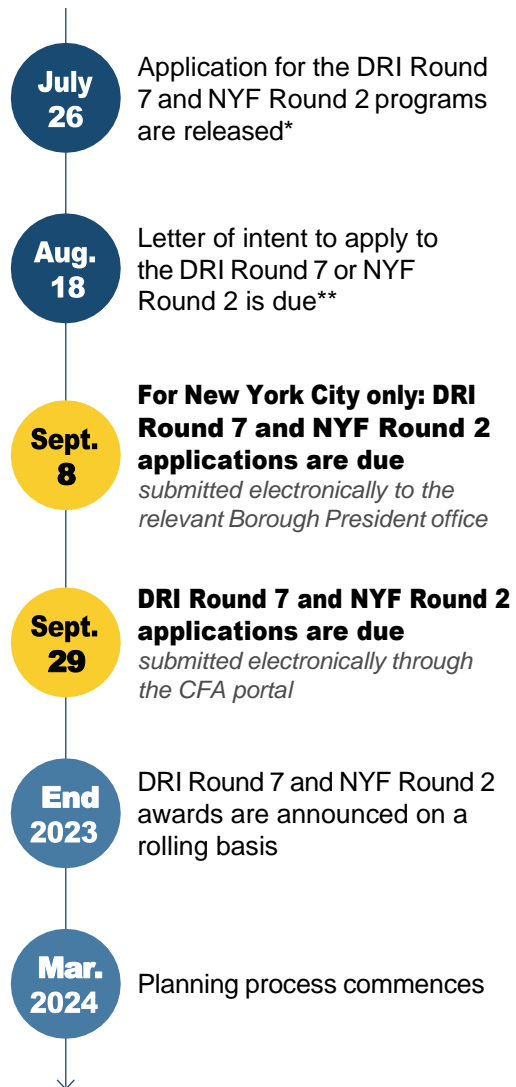 July
26
Application for the DRI Round
7 and NYF Round 2 programs
are released*
Aug.
18
Letter of intent to apply to
the DRI Round 7 or NYF
Round 2 is due**
Sept.
8
For New York City only: DRI
Round 7 and NYF Round 2
applications are due
submitted electronically to the
relevant Borough President office
Sept.
29
DRI Round 7 and NYF Round 2
applications are due
submitted electronically through
the CFA portal
End
2023
DRI Round 7 and NYF Round 2
awards are announced on a
rolling basis
Mar.
2024
Planning process commences